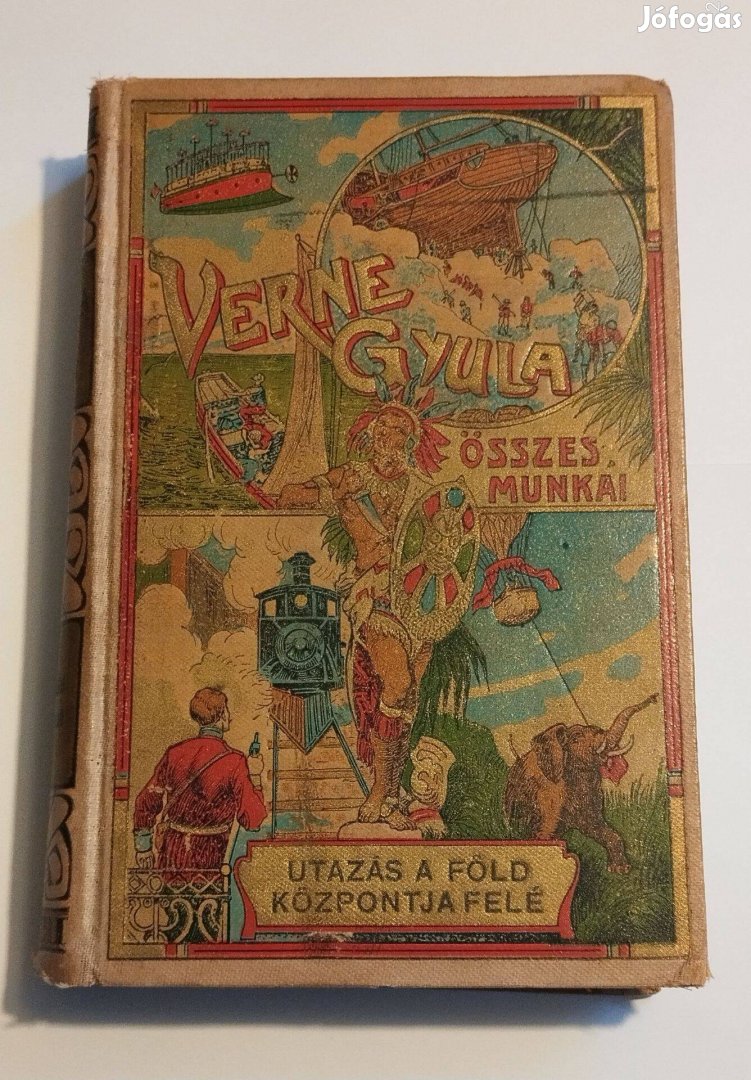 Jófogás
VERNE
GYULA
ÖSSZES
MUNKÁI
UTAZÁS A FÖLD
KÖZPONTJA FELÉ